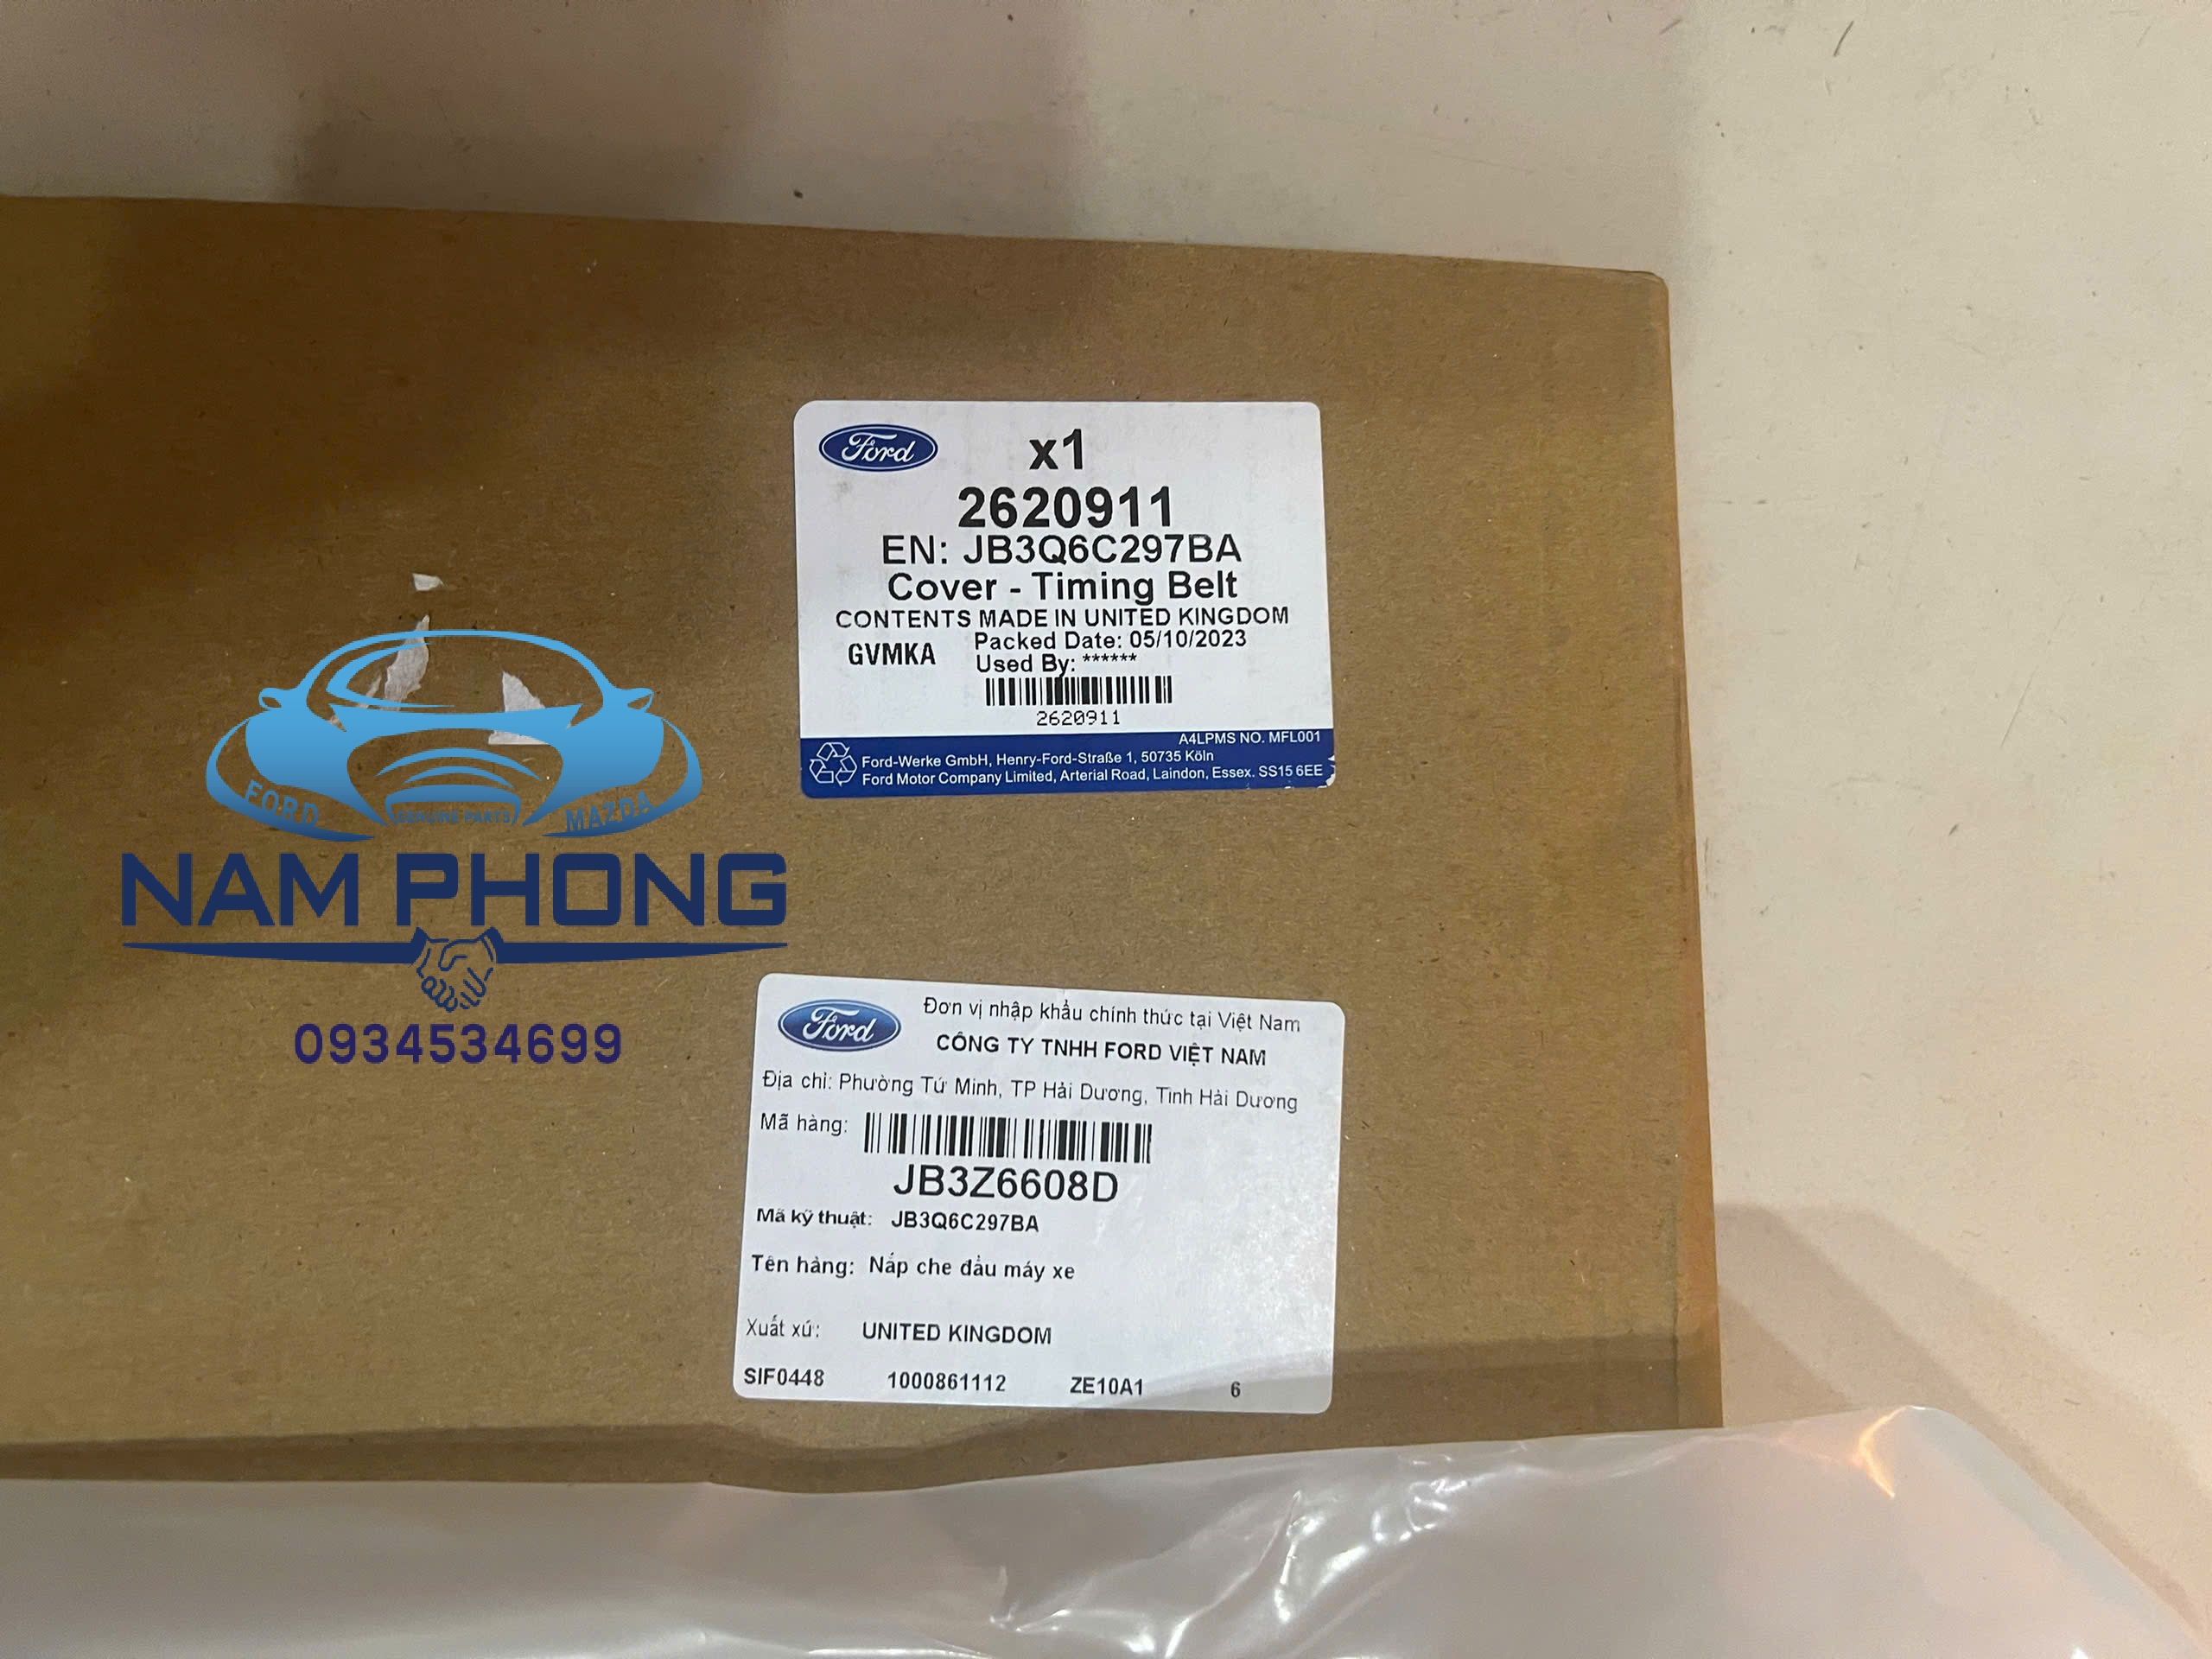 Ford
x1
2620911
EN: JB3Q6C297BA
Cover - Timing Belt
CONTENTS MADE IN UNITED KINGDOM
GVMKA
Packed Date: 05/10/2023
Used By: ******
2620911
A4LPMS NO. MFL001
Ford-Werke GmbH, Henry-Ford-Straße 1, 50735 Köln
Ford Motor Company Limited, Arterial Road, Laindon, Essex. SS15 6EE
FORD
GENUINE PARTS
MAZDA
NAM PHONG
0934534699
Ford
Đơn vị nhập khẩu chính thức tại Việt Nam
CÔNG TY TNHH FORD VIỆT NAM
Địa chỉ: Phường Tứ Minh, TP Hải Dương, Tỉnh Hải Dương
Mã hàng:
JB3Z6608D
Mã kỹ thuật: JB3Q6C297BA
Tên hàng: Nắp che đầu máy xe
Xuất xứ: UNITED KINGDOM
SIF0448 1000861112 ZE10A1 6